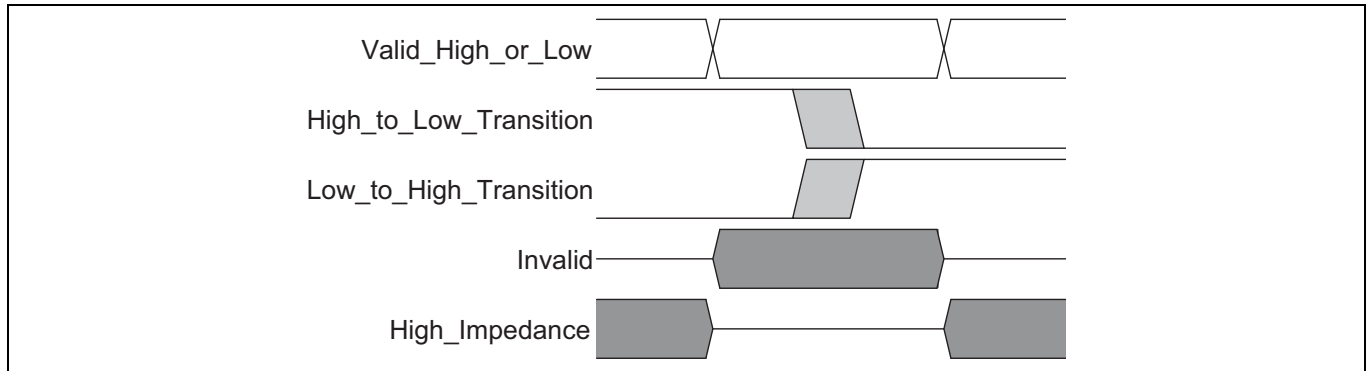 Valid_High_or_Low
High_to_Low_Transition
Low_to_High_Transition
Invalid
High_Impedance